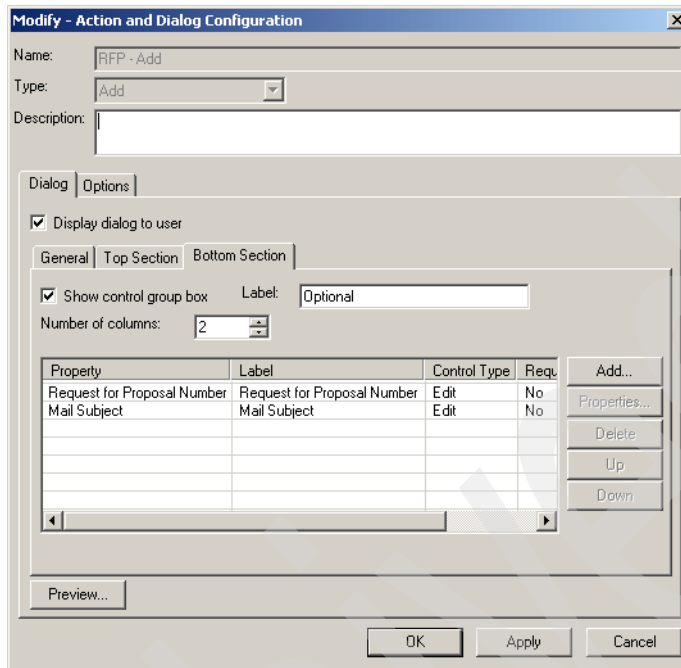 Modify - Action and Dialog Configuration
Name: RFP - Add
Type: Add
Description:
Dialog Options
Display dialog to user
General Top Section Bottom Section
Show control group box Label: Optional
Number of columns: 2
Property Label Control Type Requ Add...
Request for Proposal Number Request for Proposal Number Edit No Properties...
Mail Subject Mail Subject Edit No
Delete
Up
Down
Preview...
OK Apply Cancel